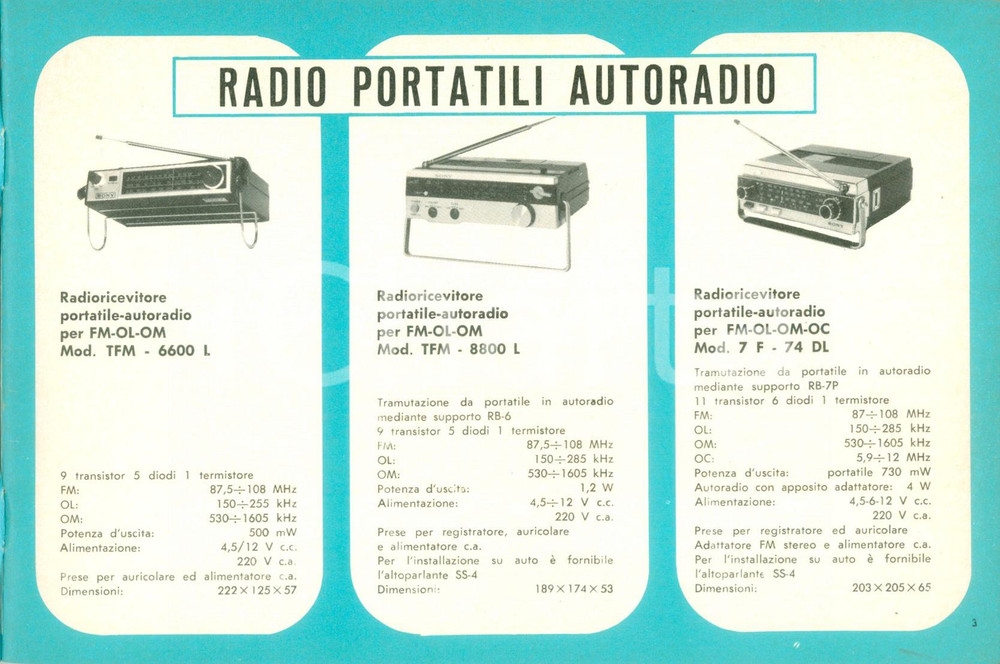 RADIO PORTATILI AUTORADIO
Radioricevitore
portatile-autoradio
per FM-OL-OM
Mod. TFM - 6600 L
9 transistor 5 diodi 1 termistore
FM: 87,5÷108 MHz
OL: 150÷255 kHz
OM: 530÷1605 kHz
Potenza d'uscita: 500 mW
Alimentazione: 4,5/12 V c.c.
220 V c.a.
Prese per auricolare ed alimentatore c.a.
Dimensioni: 222×125×57
SONY
Radioricevitore
portatile-autoradio
per FM-OL-OM
Mod. TFM - 8800 L
Tramutazione da portatile in autoradio
mediante supporto RB-6
9 transistor 5 diodi 1 termistore
FM: 87,5÷108 MHz
OL: 150÷285 kHz
OM: 530÷1605 kHz
Potenza d'uscita: 1,2 W
Alimentazione: 4,5÷12 V c.c.
220 V c.a.
Prese per registratore, auricolare
e alimentatore c.a.
Per l'installazione su auto è fornibile
l'altoparlante SS-4
Dimensioni: 189×174×53
SONY
Radioricevitore
portatile-autoradio
per FM-OL-OM-OC
Mod. 7 F - 74 DL
Tramutazione da portatile in autoradio
mediante supporto RB-7P
11 transistor 6 diodi 1 termistore
FM: 87÷108 MHz
OL: 150÷285 kHz
OM: 530÷1605 kHz
OC: 5,9÷12 MHz
Potenza d'uscita: portatile 730 mW
Autoradio con apposito adattatore: 4 W
Alimentazione: 4,5-6-12 V c.c.
220 V c.a.
Prese per registratore ed auricolare
Adattatore FM stereo e alimentatore c.a.
Per l'installazione su auto è fornibile
l'altoparlante SS-4
Dimensioni: 203×205×65
3